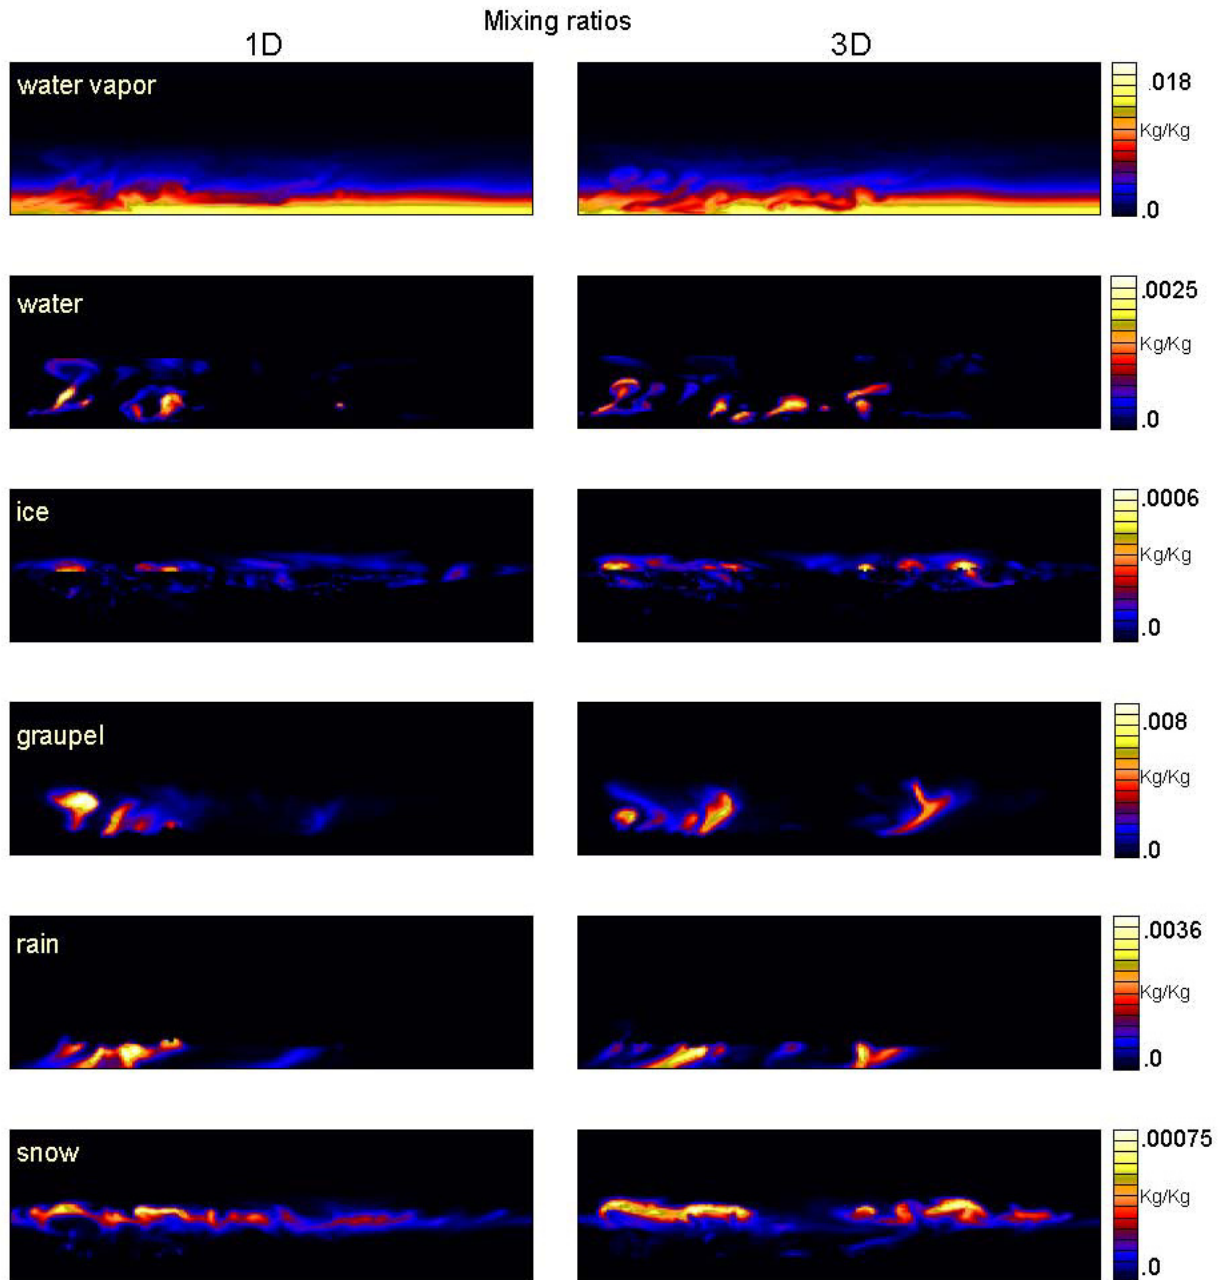 Mixing ratios
1D 3D
water vapor
.018
Kg/Kg
.0
water
.0025
Kg/Kg
.0
ice
.0006
Kg/Kg
.0
graupel
.008
Kg/Kg
.0
rain
.0036
Kg/Kg
.0
snow
.00075
Kg/Kg
.0